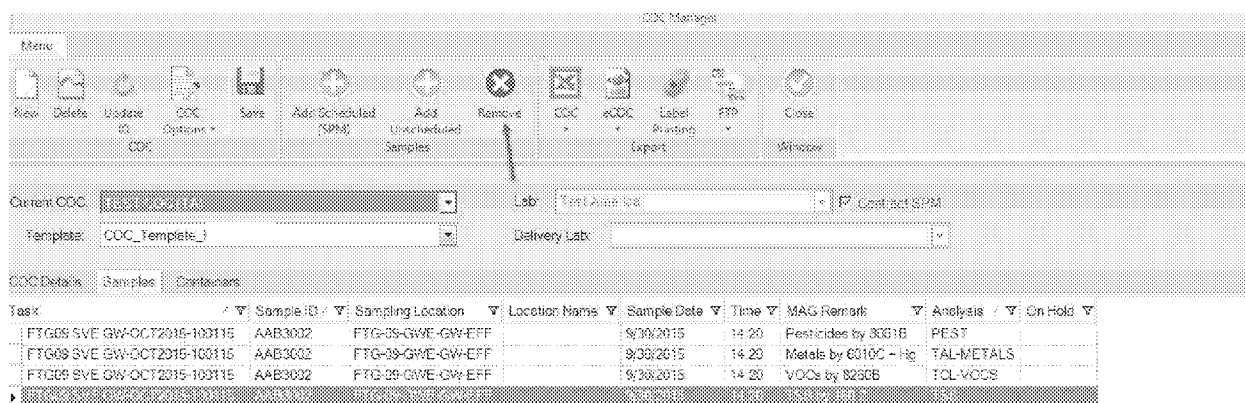 COC Manager
Menu
New Delete Update COC Save Add Scheduled Add Remove COC eCOC Label FTP Close
ID Options (SPM) Unscheduled Printing
COC Samples Export Window
Current COC: Lab: Test America Contract SPM
Template: COC_Template_1 Delivery Lab:
COC Details Samples Containers
Task Sample ID Sampling Location Location Name Sample Date Time MAG Remark Analysis On Hold
FTG09 SVE GW-OCT2015-100115 AAB3002 FTG-09-GWE-GW-EFF 9/30/2015 14:20 Pesticides by 8081B PEST
FTG09 SVE GW-OCT2015-100115 AAB3002 FTG-09-GWE-GW-EFF 9/30/2015 14:20 Metals by 6010C - Hg TAL-METALS
FTG09 SVE GW-OCT2015-100115 AAB3002 FTG-09-GWE-GW-EFF 9/30/2015 14:20 VOCs by 8260B TCL-VOCS